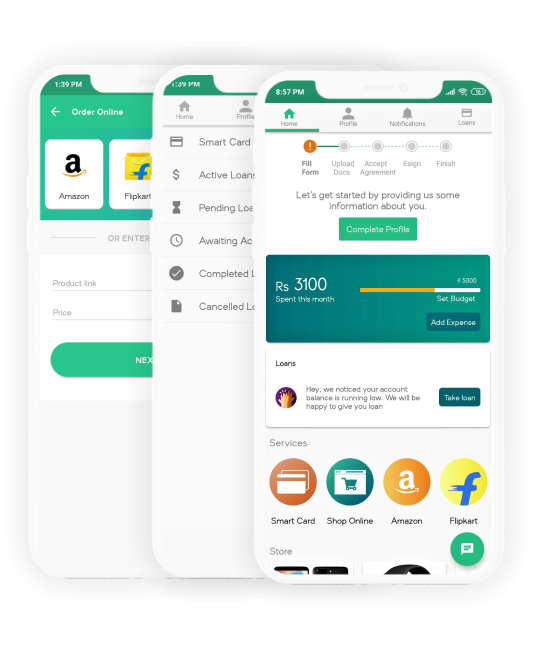 1:39 PM
Order Online
Amazon
Flipkart
OR ENTER
Product link
Price
NEX
1:39 PM
Home
Profile
Smart Card
Active Loans
Pending Loa
Awaiting Ac
Completed L
Cancelled Lo
8:57 PM
Home
Profile
Notifications
Loans
Fill Form
Upload Docs
Accept Agreement
Esign
Finish
Let's get started by providing us some
information about you.
Complete Profile
Rs 3100
Spent this month
₹ 5000
Set Budget
Add Expense
Loans
Hey, we noticed your account
balance is running low. We will be
happy to give you loan
Take loan
Services
Smart Card
Shop Online
Amazon
Flipkart
Store